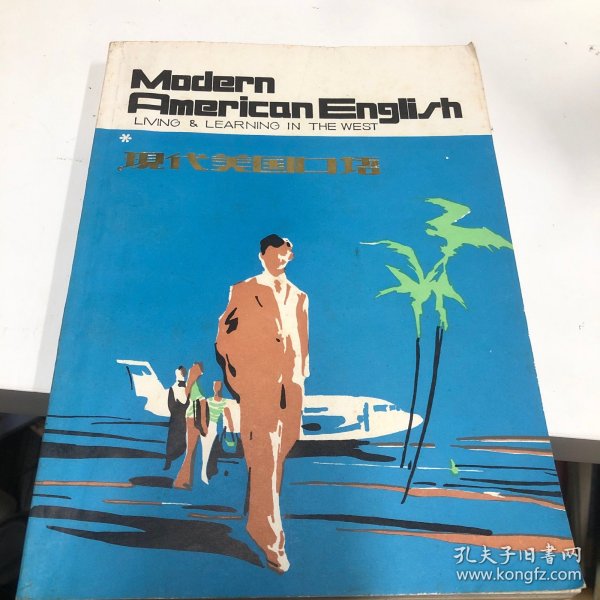 Modern
American English
LIVING & LEARNING IN THE WEST
*
現代美国口语
孔夫子旧书网
www.kongfz.com